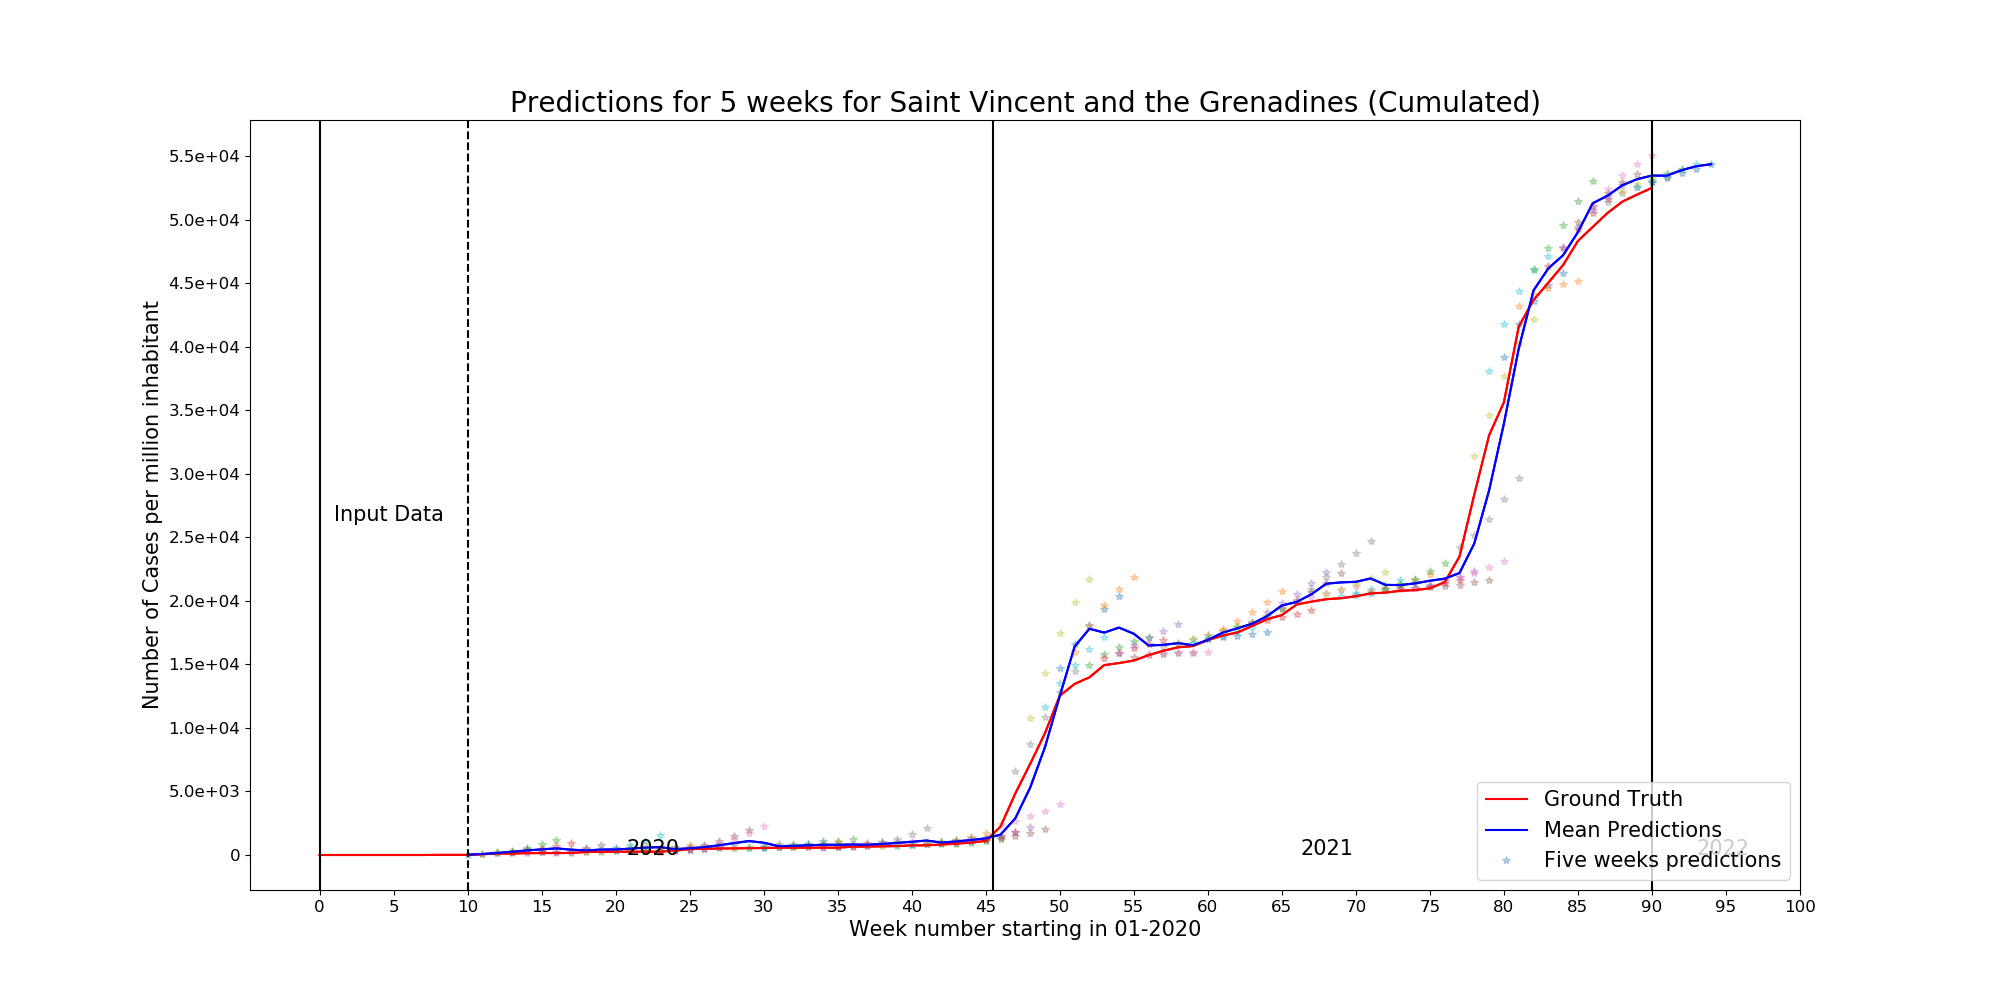 Predictions for 5 weeks for Saint Vincent and the Grenadines (Cumulated)
Number of Cases per million inhabitant
5.5e+04
5.0e+04
4.5e+04
4.0e+04
3.5e+04
3.0e+04
2.5e+04
2.0e+04
1.5e+04
1.0e+04
5.0e+03
0
Input Data
2020
2021
2022
Ground Truth
Mean Predictions
Five weeks predictions
0 5 10 15 20 25 30 35 40 45 50 55 60 65 70 75 80 85 90 95 100
Week number starting in 01-2020